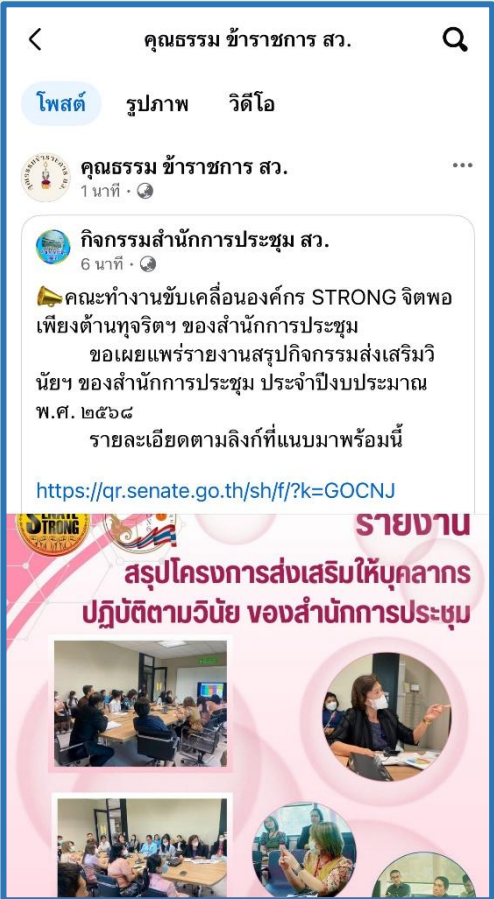 คุณธรรม ข้าราชการ สว.
โพสต์ รูปภาพ วิดีโอ
คุณธรรม ข้าราชการ สว.
1 นาที ·
กิจกรรมสำนักการประชุม สว.
6 นาที ·
คณะทำงานขับเคลื่อนองค์กร STRONG จิตพอ
เพียงต้านทุจริตฯ ของสำนักการประชุม
ขอเผยแพร่รายงานสรุปกิจกรรมส่งเสริมวิ
นัยฯ ของสำนักการประชุม ประจำปีงบประมาณ
พ.ศ. ๒๕๖๘
รายละเอียดตามลิงก์ที่แนบมาพร้อมนี้
https://qr.senate.go.th/sh/f/?k=GOCNJ
SENATE
STRONG
รายงาน
สรุปโครงการส่งเสริมให้บุคลากร
ปฏิบัติตามวินัย ของสำนักการประชุม